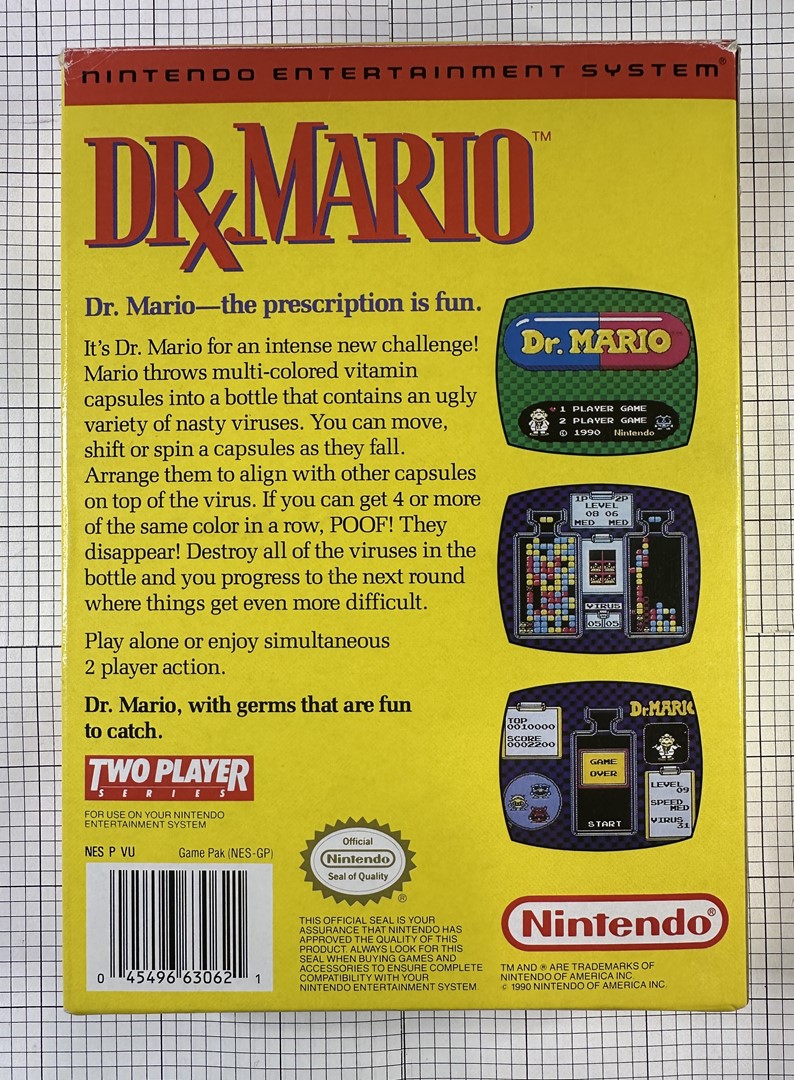 NINTENDO ENTERTAINMENT SYSTEM®
DRx.MARIO™
Dr. Mario—the prescription is fun.
It's Dr. Mario for an intense new challenge!
Mario throws multi-colored vitamin
capsules into a bottle that contains an ugly
variety of nasty viruses. You can move,
shift or spin a capsules as they fall.
Arrange them to align with other capsules
on top of the virus. If you can get 4 or more
of the same color in a row, POOF! They
disappear! Destroy all of the viruses in the
bottle and you progress to the next round
where things get even more difficult.
Play alone or enjoy simultaneous
2 player action.
Dr. Mario, with germs that are fun
to catch.
TWO PLAYER
SERIES
FOR USE ON YOUR NINTENDO
ENTERTAINMENT SYSTEM
NES P VU Game Pak (NES-GP)
0 45496 63062 1
Official
Nintendo
Seal of Quality
®
THIS OFFICIAL SEAL IS YOUR
ASSURANCE THAT NINTENDO HAS
APPROVED THE QUALITY OF THIS
PRODUCT. ALWAYS LOOK FOR THIS
SEAL WHEN BUYING GAMES AND
ACCESSORIES TO ENSURE COMPLETE
COMPATIBILITY WITH YOUR
NINTENDO ENTERTAINMENT SYSTEM
Dr. MARIO™
1 PLAYER GAME
2 PLAYER GAME
© 1990 Nintendo
1P 2P
LEVEL
08 06
MED MED
VIRUS
05 05
TOP
0010000
SCORE
0002200
Dr.MARIO
GAME
OVER
START
LEVEL
09
SPEED
MED
VIRUS
31
Nintendo®
TM AND ® ARE TRADEMARKS OF
NINTENDO OF AMERICA INC.
© 1990 NINTENDO OF AMERICA INC.